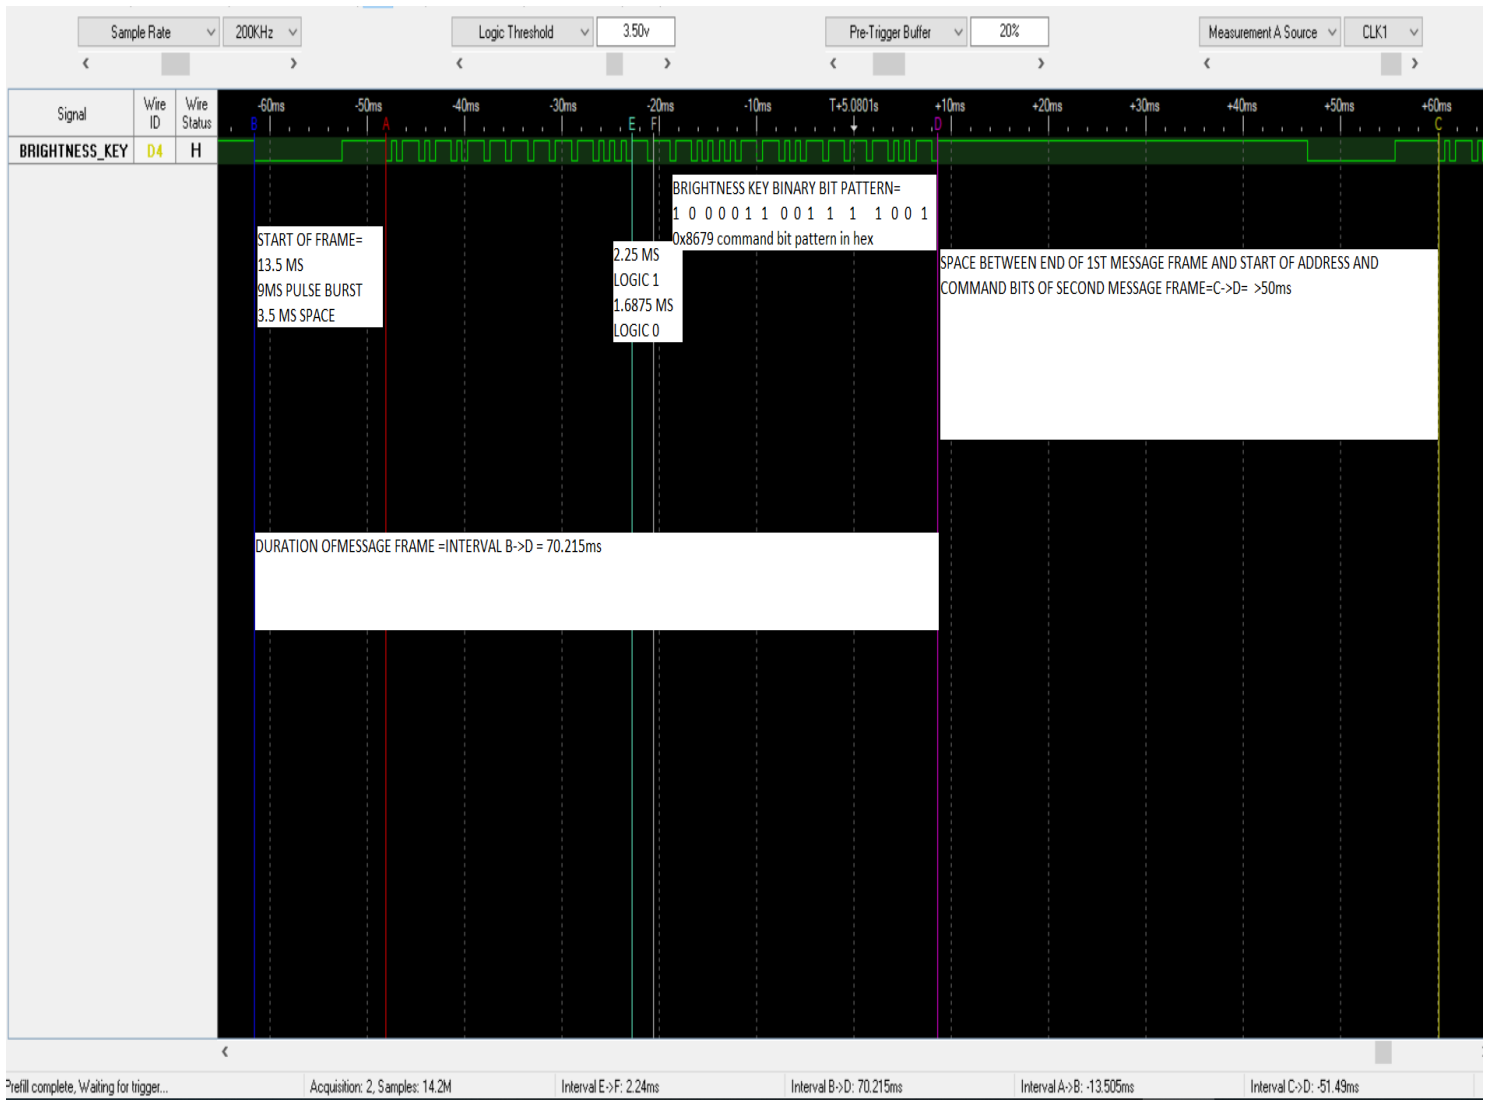 Sample Rate 200KHz Logic Threshold 3.50v Pre-Trigger Buffer 20% Measurement A Source CLK1
Signal Wire ID Wire Status
-60ms -50ms -40ms -30ms -20ms -10ms T+5.0801s +10ms +20ms +30ms +40ms +50ms +60ms
B A E F D C
BRIGHTNESS_KEY D4 H
BRIGHTNESS KEY BINARY BIT PATTERN=
1 0 0 0 0 1 1 0 0 1 1 1 1 0 0 1
0x8679 command bit pattern in hex
START OF FRAME=
13.5 MS
9MS PULSE BURST
3.5 MS SPACE
2.25 MS
LOGIC 1
1.6875 MS
LOGIC 0
SPACE BETWEEN END OF 1ST MESSAGE FRAME AND START OF ADDRESS AND
COMMAND BITS OF SECOND MESSAGE FRAME=C->D= >50ms
DURATION OFMESSAGE FRAME =INTERVAL B->D = 70.215ms
Prefill complete, Waiting for trigger... Acquisition: 2, Samples: 14.2M Interval E->F: 2.24ms Interval B->D: 70.215ms Interval A->B: -13.505ms Interval C->D: -51.49ms